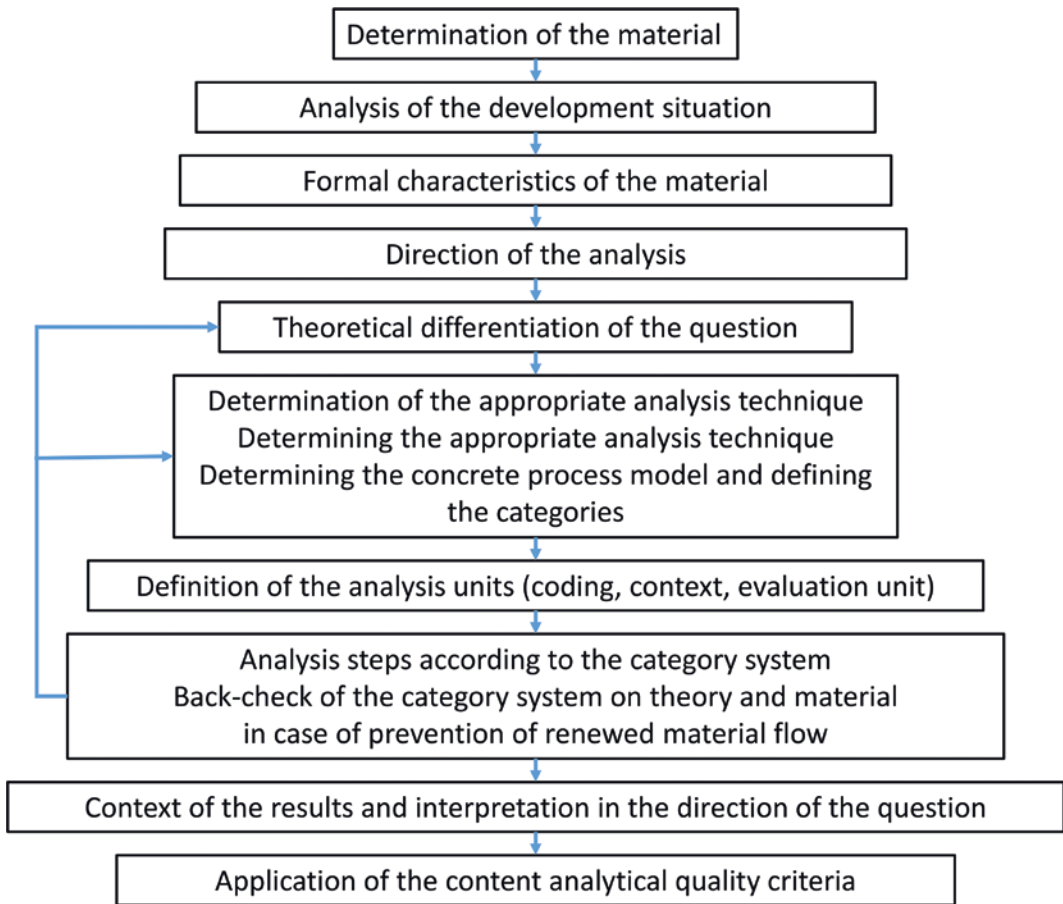 Determination of the material
Analysis of the development situation
Formal characteristics of the material
Direction of the analysis
Theoretical differentiation of the question
Determination of the appropriate analysis technique
Determining the appropriate analysis technique
Determining the concrete process model and defining
the categories
Definition of the analysis units (coding, context, evaluation unit)
Analysis steps according to the category system
Back-check of the category system on theory and material
in case of prevention of renewed material flow
Context of the results and interpretation in the direction of the question
Application of the content analytical quality criteria